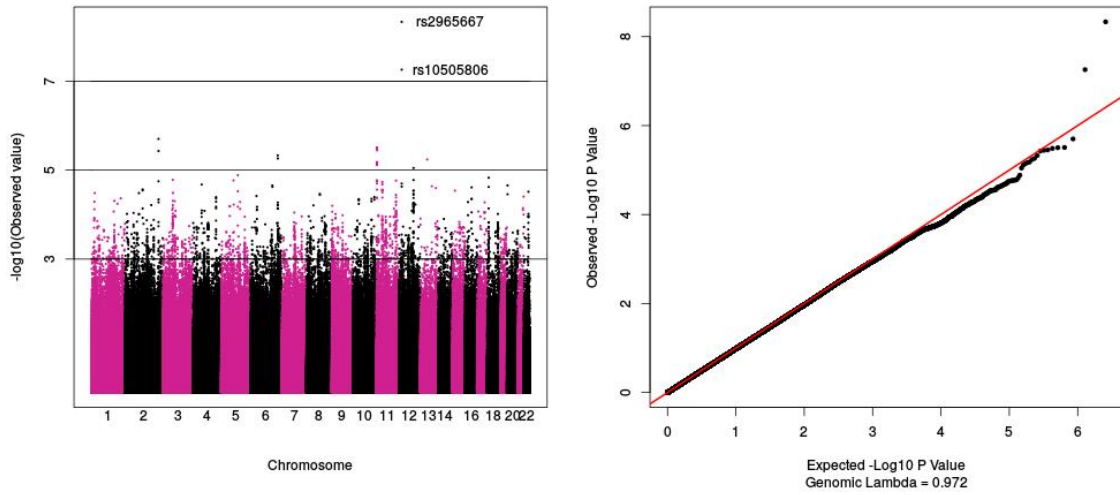 rs2965667
rs10505806
-log10(Observed value)
7
5
3
1 2 3 4 5 6 7 8 9 10 11 12 13 14 16 18 20 22
Chromosome
Observed -Log10 P Value
8
6
4
2
0
0 1 2 3 4 5 6
Expected -Log10 P Value
Genomic Lambda = 0.972